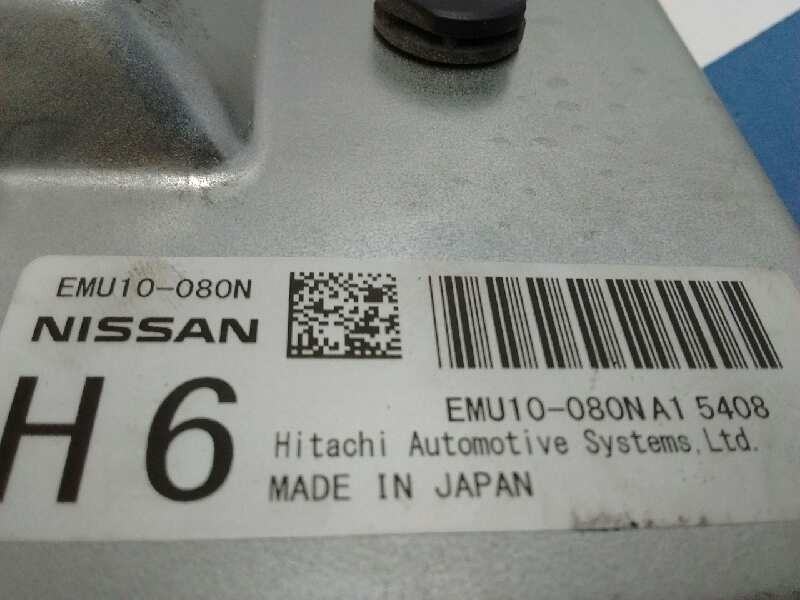 EMU10-080N
NISSAN
H6
EMU10-080NA1 5408
Hitachi Automotive Systems,Ltd.
MADE IN JAPAN